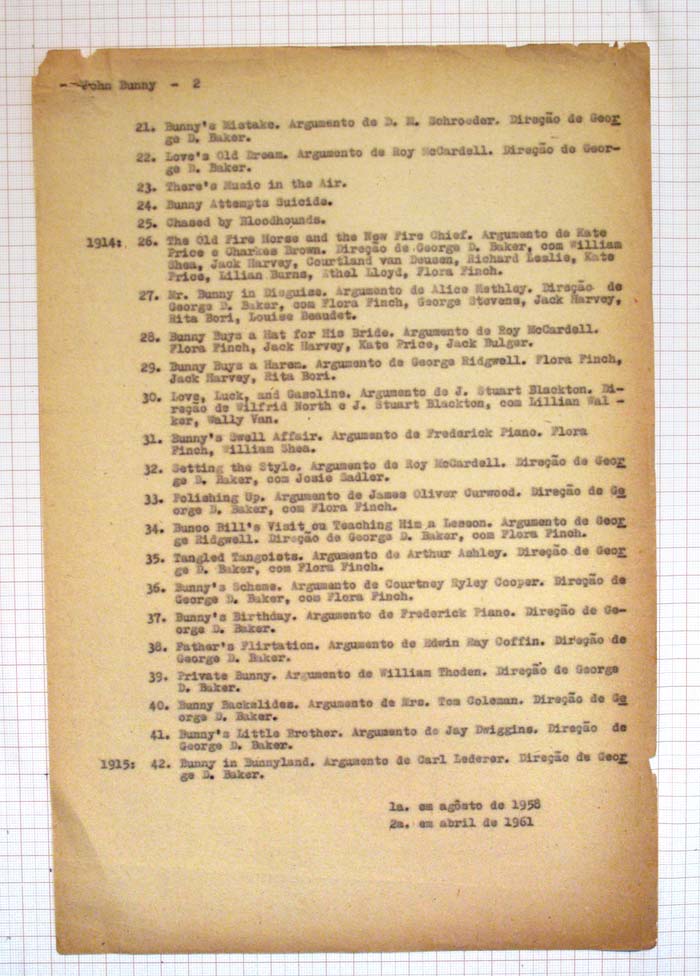 - John Bunny - 2
21. Bunny's Mistake. Argumento de D. M. Schroeder. Direção de Geor
ge D. Baker.
22. Love's Old Dream. Argumento de Roy McCardell. Direção de Geor-
ge D. Baker.
23. There's Music in the Air.
24. Bunny Attempts Suicide.
25. Chased by Bloodhounds.
1914: 26. The Old Fire Horse and the New Fire Chief. Argumento de Kate
Price e Charkes Brown. Direção de George D. Baker, com William
Shea, Jack Harvey, Courtland van Deusen, Richard Leslie, Kate
Price, Lilian Burns, Ethel Lloyd, Flora Finch.
27. Mr. Bunny in Disguise. Argumento de Alice Methley. Direção de
George D. Baker, com Flora Finch, George Stevens, Jack Harvey,
Rita Bori, Louise Beaudet.
28. Bunny Buys a Hat for His Bride. Argumento de Roy McCardell.
Flora Finch, Jack Harvey, Kate Price, Jack Bulger.
29. Bunny Buys a Harem. Argumento de George Ridgwell. Flora Finch,
Jack Harvey, Rita Bori.
30. Love, Luck, and Gasoline. Argumento de J. Stuart Blackton. Di-
reção de Wilfrid North e J. Stuart Blackton, com Lillian Wal -
ker, Wally Van.
31. Bunny's Swell Affair. Argumento de Frederick Piano. Flora
Finch, William Shea.
32. Setting the Style. Argumento de Roy McCardell. Direção de Geor
ge D. Baker, com Josie Sadler.
33. Polishing Up. Argumento de James Oliver Curwood. Direção de Ge
orge D. Baker, com Flora Finch.
34. Bunco Bill's Visit ou Teaching Him a Lesson. Argumento de Geor
ge Ridgwell. Direção de George D. Baker, com Flora Finch.
35. Tangled Tangoists. Argumento de Arthur Ashley. Direção de Geor
ge D. Baker, com Flora Finch.
36. Bunny's Scheme. Argumento de Courtney Ryley Cooper. Direção de
George D. Baker, com Flora Finch.
37. Bunny's Birthday. Argumento de Frederick Piano. Direção de Ge-
orge D. Baker.
38. Father's Flirtation. Argumento de Edwin Ray Coffin. Direção de
George D. Baker.
39. Private Bunny. Argumento de William Thoden. Direção de George
D. Baker.
40. Bunny Backslides. Argumento de Mrs. Tom Coleman. Direção de Ge
orge D. Baker.
41. Bunny's Little Brother. Argumento de Jay Dwiggins. Direção de
George D. Baker.
1915: 42. Bunny in Bunnyland. Argumento de Carl Lederer. Direção de Geor
ge D. Baker.
1a. em agôsto de 1958
2a. em abril de 1961